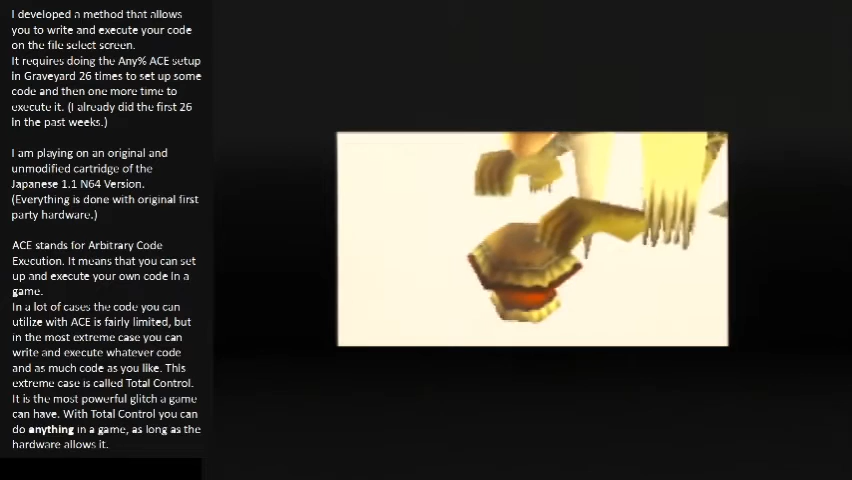 I developed a method that allows
you to write and execute your code
on the file select screen.
It requires doing the Any% ACE setup
in Graveyard 26 times to set up some
code and then one more time to
execute it. (I already did the first 26
in the past weeks.)
I am playing on an original and
unmodified cartridge of the
Japanese 1.1 N64 Version.
(Everything is done with original first
party hardware.)
ACE stands for Arbitrary Code
Execution. It means that you can set
up and execute your own code in a
game.
In a lot of cases the code you can
utilize with ACE is fairly limited, but
in the most extreme case you can
write and execute whatever code
and as much code as you like. This
extreme case is called Total Control.
It is the most powerful glitch a game
can have. With Total Control you can
do anything in a game, as long as the
hardware allows it.